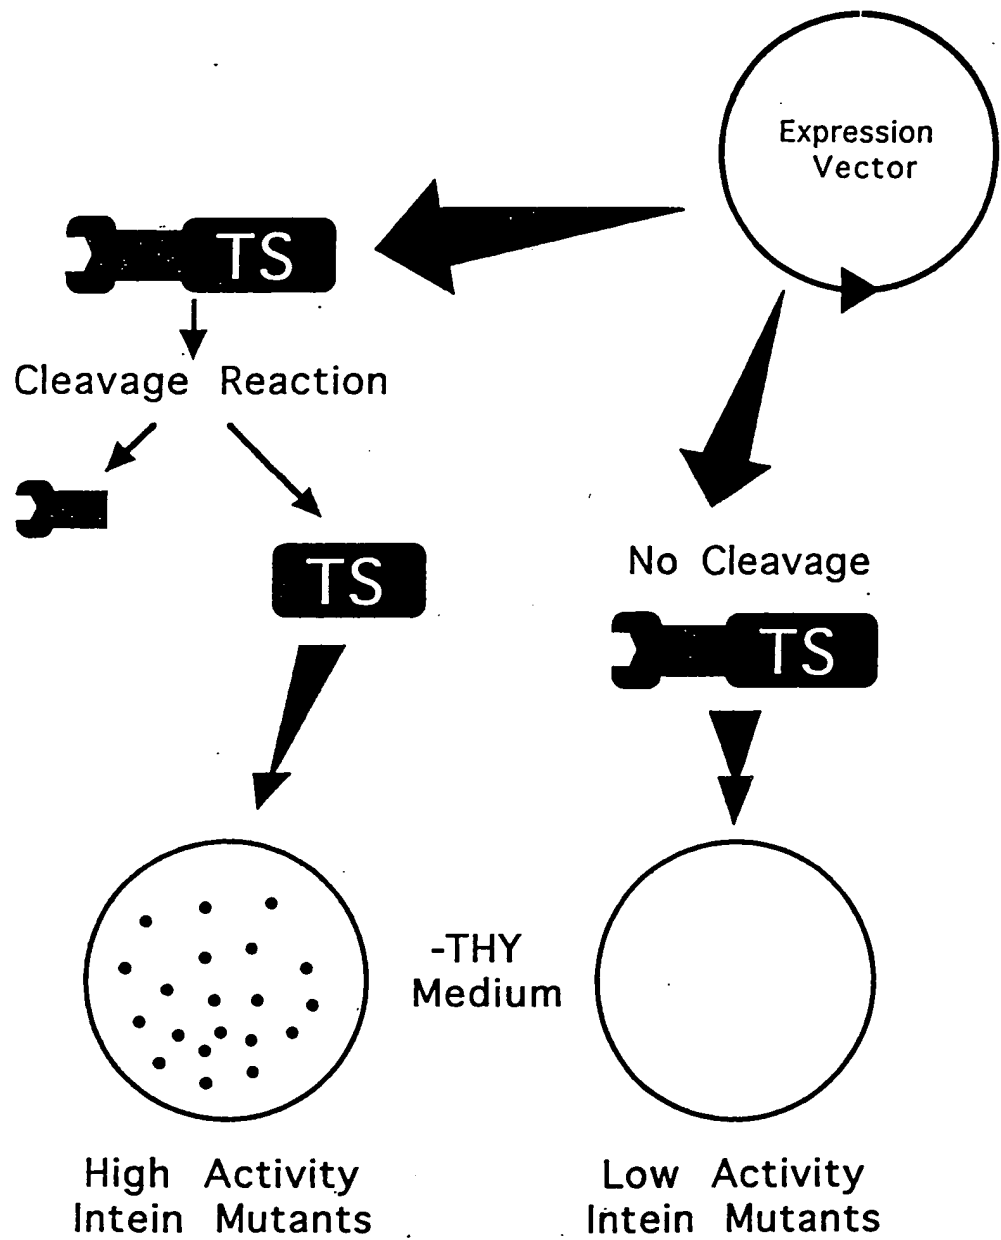 Expression
Vector
TS
Cleavage Reaction
TS
No Cleavage
TS
-THY
Medium
High Activity
Intein Mutants
Low Activity
Intein Mutants